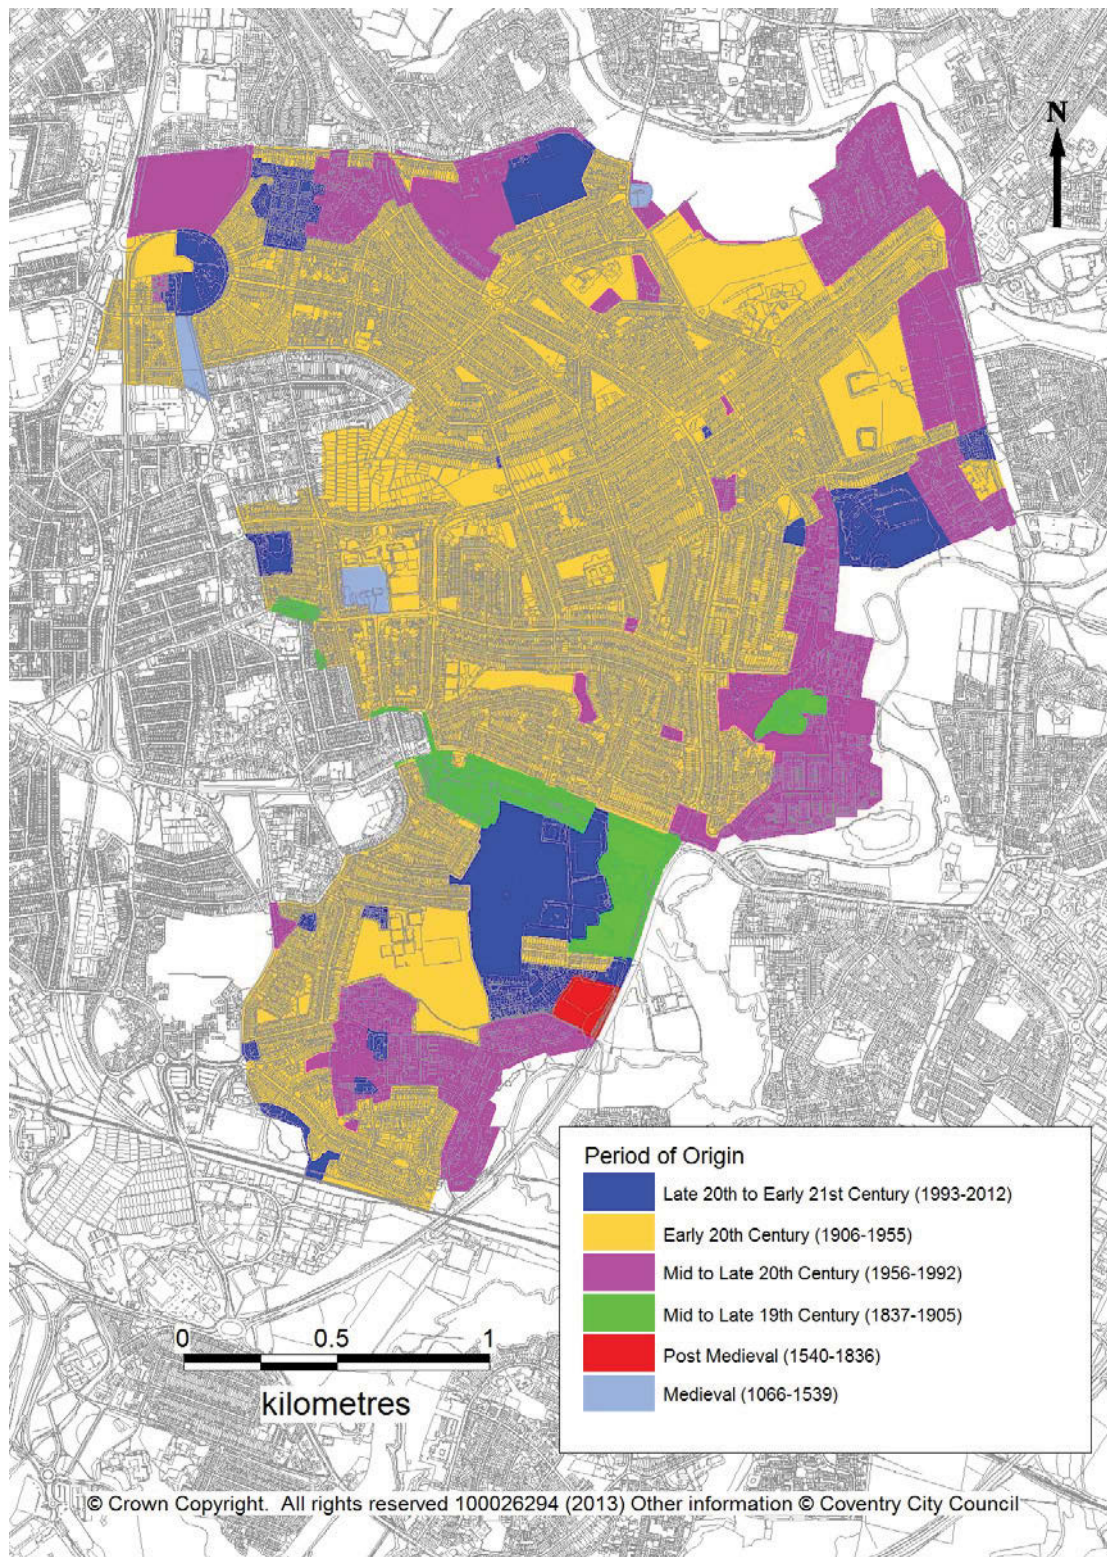 N
Period of Origin
Late 20th to Early 21st Century (1993-2012)
Early 20th Century (1906-1955)
Mid to Late 20th Century (1956-1992)
Mid to Late 19th Century (1837-1905)
Post Medieval (1540-1836)
Medieval (1066-1539)
0 0.5 1
kilometres
© Crown Copyright. All rights reserved 100026294 (2013) Other information © Coventry City Council